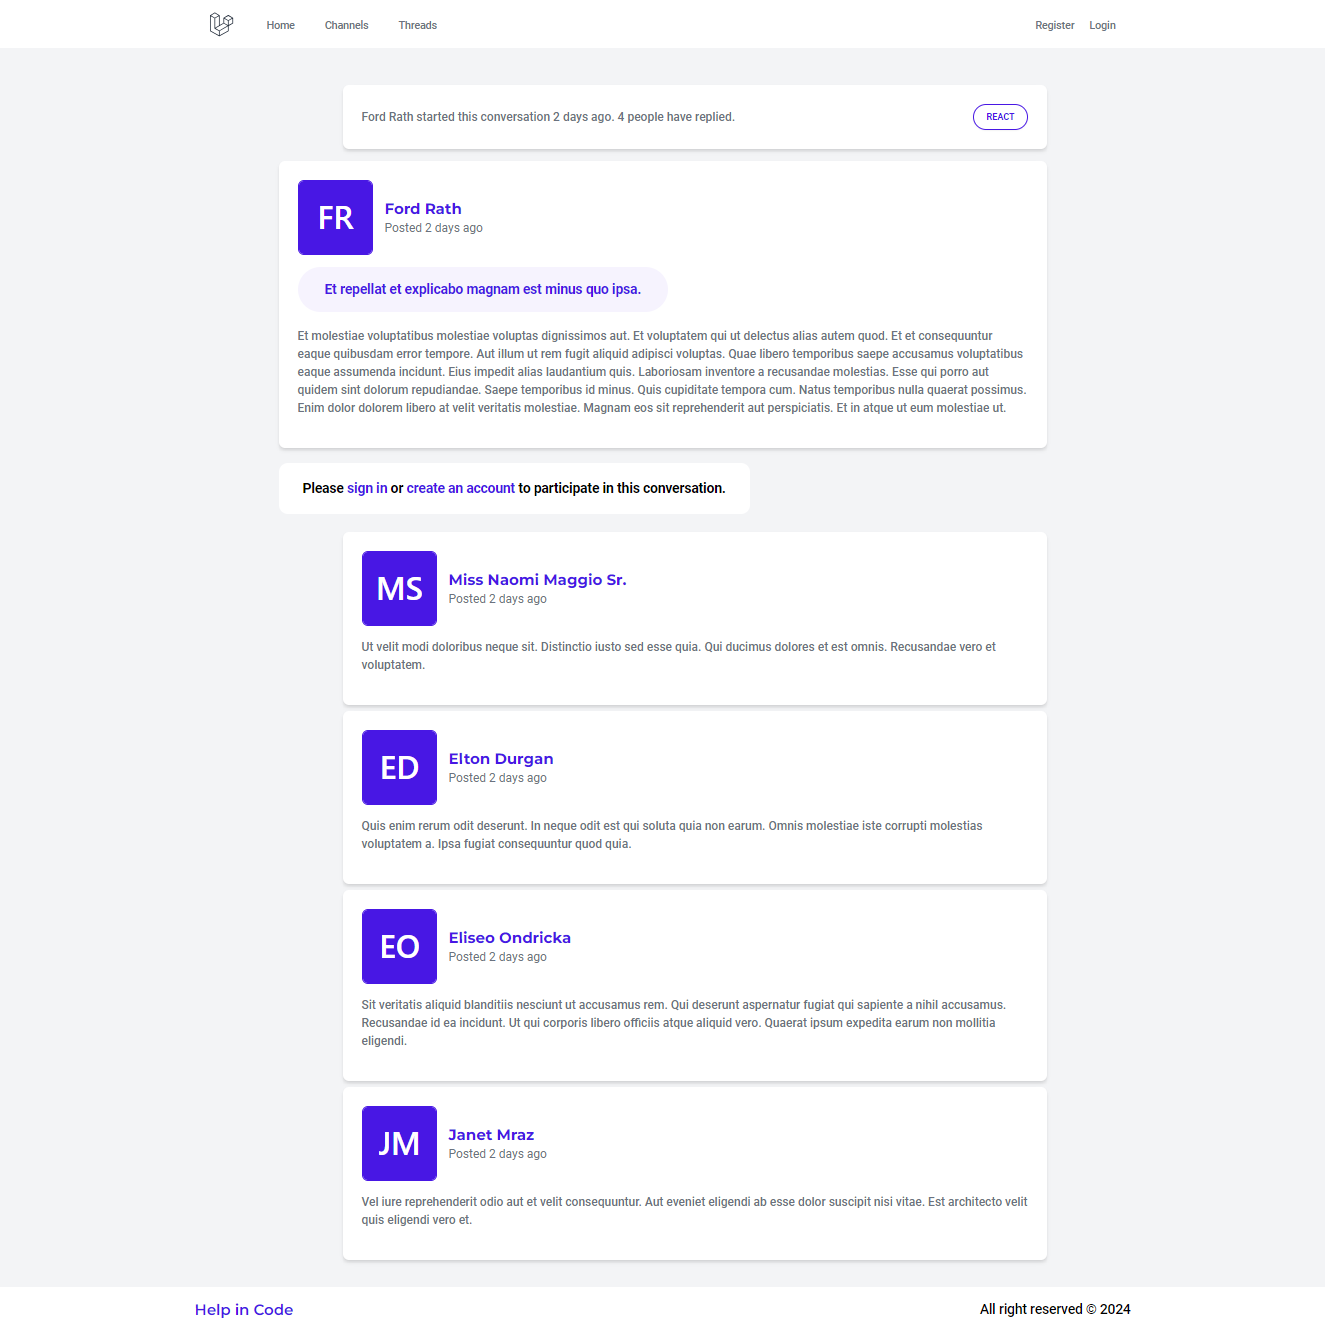 Home Channels Threads Register Login
Ford Rath started this conversation 2 days ago. 4 people have replied. REACT
FR
Ford Rath
Posted 2 days ago
Et repellat et explicabo magnam est minus quo ipsa.
Et molestiae voluptatibus molestiae voluptas dignissimos aut. Et voluptatem qui ut delectus alias autem quod. Et et consequuntur
eaque quibusdam error tempore. Aut illum ut rem fugit aliquid adipisci voluptas. Quae libero temporibus saepe accusamus voluptatibus
eaque assumenda incidunt. Eius impedit alias laudantium quis. Laboriosam inventore a recusandae molestias. Esse qui porro aut
quidem sint dolorum repudiandae. Saepe temporibus id minus. Quis cupiditate tempora cum. Natus temporibus nulla quaerat possimus.
Enim dolor dolorem libero at velit veritatis molestiae. Magnam eos sit reprehenderit aut perspiciatis. Et in atque ut eum molestiae ut.
Please sign in or create an account to participate in this conversation.
MS
Miss Naomi Maggio Sr.
Posted 2 days ago
Ut velit modi doloribus neque sit. Distinctio iusto sed esse quia. Qui ducimus dolores et est omnis. Recusandae vero et
voluptatem.
ED
Elton Durgan
Posted 2 days ago
Quis enim rerum odit deserunt. In neque odit est qui soluta quia non earum. Omnis molestiae iste corrupti molestias
voluptatem a. Ipsa fugiat consequuntur quod quia.
EO
Eliseo Ondricka
Posted 2 days ago
Sit veritatis aliquid blanditiis nesciunt ut accusamus rem. Qui deserunt aspernatur fugiat qui sapiente a nihil accusamus.
Recusandae id ea incidunt. Ut qui corporis libero officiis atque aliquid vero. Quaerat ipsum expedita earum non mollitia
eligendi.
JM
Janet Mraz
Posted 2 days ago
Vel iure reprehenderit odio aut et velit consequuntur. Aut eveniet eligendi ab esse dolor suscipit nisi vitae. Est architecto velit
quis eligendi vero et.
Help in Code All right reserved © 2024